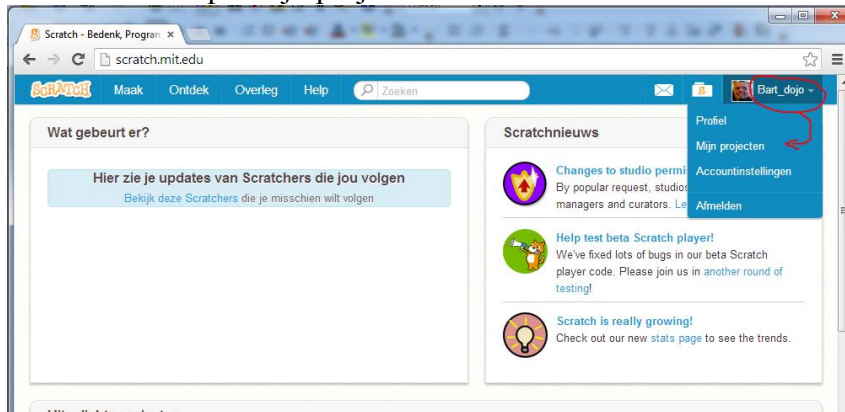 Scratch - Bedenk, Program
scratch.mit.edu
SCRATCH Maak Ontdek Overleg Help Zoeken Bart_dojo
Profiel
Mijn projecten
Accountinstellingen
Afmelden
Wat gebeurt er?
Hier zie je updates van Scratchers die jou volgen
Bekijk deze Scratchers die je misschien wilt volgen
Scratchnieuws
Changes to studio permi
By popular request, studios
managers and curators. Le
Help test beta Scratch player!
We've fixed lots of bugs in our beta Scratch
player code. Please join us in another round of
testing!
Scratch is really growing!
Check out our new stats page to see the trends.